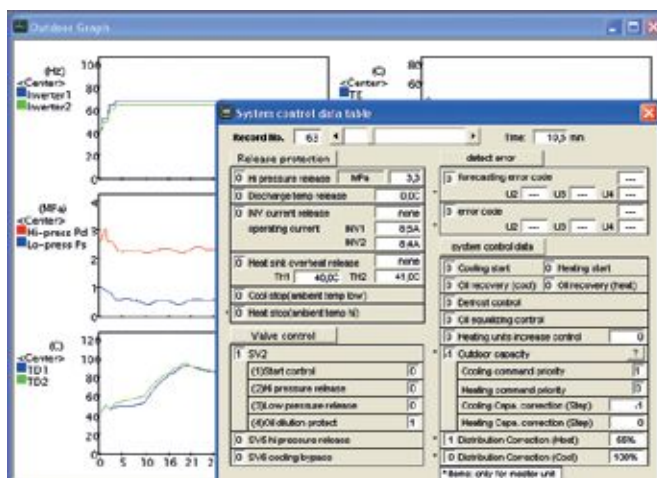 Outdoor Graph
(Hz)
<Center>
Inverter1
Inverter2
100
80
60
40
20
0
(C)
<Center>
80
60
System control data table
Record No. 63
Time: 10,5 min
Release protection
0 Hi pressure release MPa 3,3
0 Discharge temp release 0,0C
0 INV current release none
operating current INV1 8,5A
INV2 8,4A
0 Heat sink overheat release none
TH1 40,0C TH2 41,0C
0 Cool stop(ambient temp low)
* 0 Heat stop(ambient temp hi)
Valve control
1 SV2
(1)Start control 0
(2)Hi pressure release 0
(3)Low pressure release 0
(4)Oil dilution protect 1
0 SV5 hi pressure release
0 SV6 cooling bypass
detect error
forecasting error code ---
U2 --- U3 --- U4 ---
error code ---
U2 --- U3 --- U4 ---
system control data
Cooling start
0 Heating start
Oil recovery (cool)
0 Oil recovery (heat)
Defrost control
Oil equalizing control
Heating units increase control 0
Outdoor capacity ?
Cooling command priority 1
Heating command priority 0
Cooling Capa. correction (Step) -1
Heating Capa. correction (Step) 0
* 1 Distribution Correction (Heat)
* 0 Distribution Correction (Cool) 100%
*Items: only for master unit
(MPa)
<Center>
Hi-press Pd
Lo-press Ps
4
3
2
1
0
(C)
<Center>
TD1
TD2
120
100
80
60
40
20
0
0 5 10 15 20